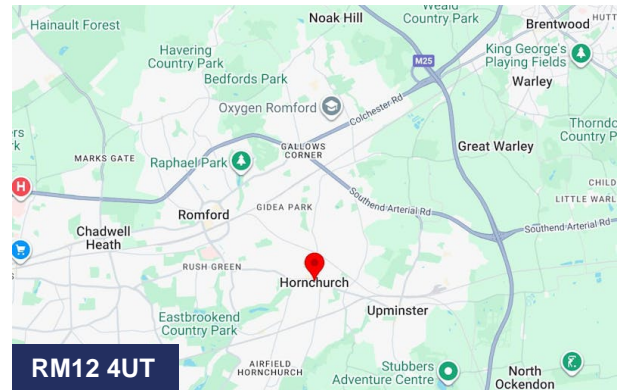 Hainault Forest
Noak Hill
Weald
Country Park
Brentwood
HUTT
Havering
Country Park
Bedfords Park
M25
King George's
Playing Fields
Warley
Oxygen Romford
Colchester Rd
Thorndo
Country P
ers
k
MARKS GATE
Raphael Park
GALLOWS
CORNER
Great Warley
H
Romford
GIDEA PARK
Southend Arterial Rd
CHILD
LITTLE WARL
Chadwell
Heath
Southend Arterial Rd
RUSH GREEN
Hornchurch
Upminster
Eastbrookend
Country Park
AIRFIELD
HORNCHURCH
Stubbers
Adventure Centre
North
Ockendon
RM12 4UT